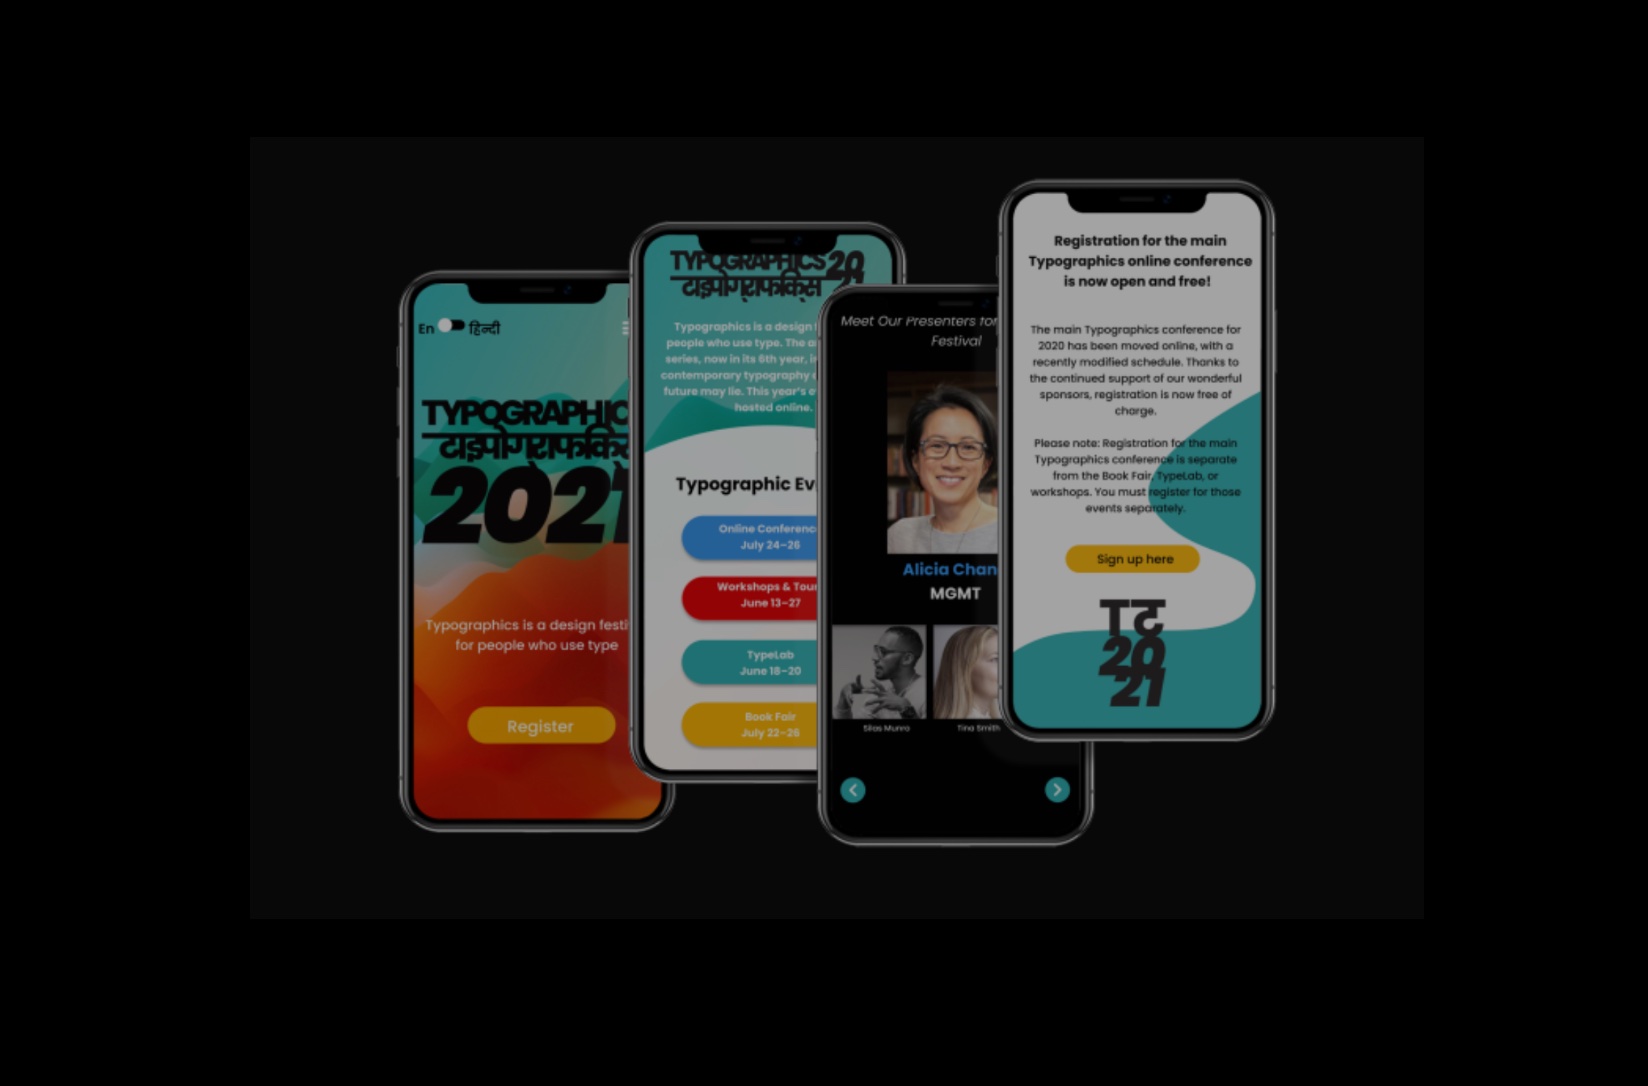 En हिन्दी
TYPOGRAPHIC
टाइपोग्राफिक्स
2021
Typographics is a design festi
for people who use type
Register
TYPOGRAPHICS 20
टाइपोग्राफिक्स 21
Typographics is a design f
people who use type. The a
series, now in its 6th year, i
contemporary typography
future may lie. This year's e
hosted online.
Typographic Ev
Online Conferenc
July 24–26
Workshops & Tour
June 13–27
TypeLab
June 18–20
Book Fair
July 22–26
Meet Our Presenters for
Festival
Alicia Chan
MGMT
Silas Munro
Tina Smith
Registration for the main
Typographics online conference
is now open and free!
The main Typographics conference for
2020 has been moved online, with a
recently modified schedule. Thanks to
the continued support of our wonderful
sponsors, registration is now free of
charge.
Please note: Registration for the main
Typographics conference is separate
from the Book Fair, TypeLab, or
workshops. You must register for those
events separately.
Sign up here
TC
20
21